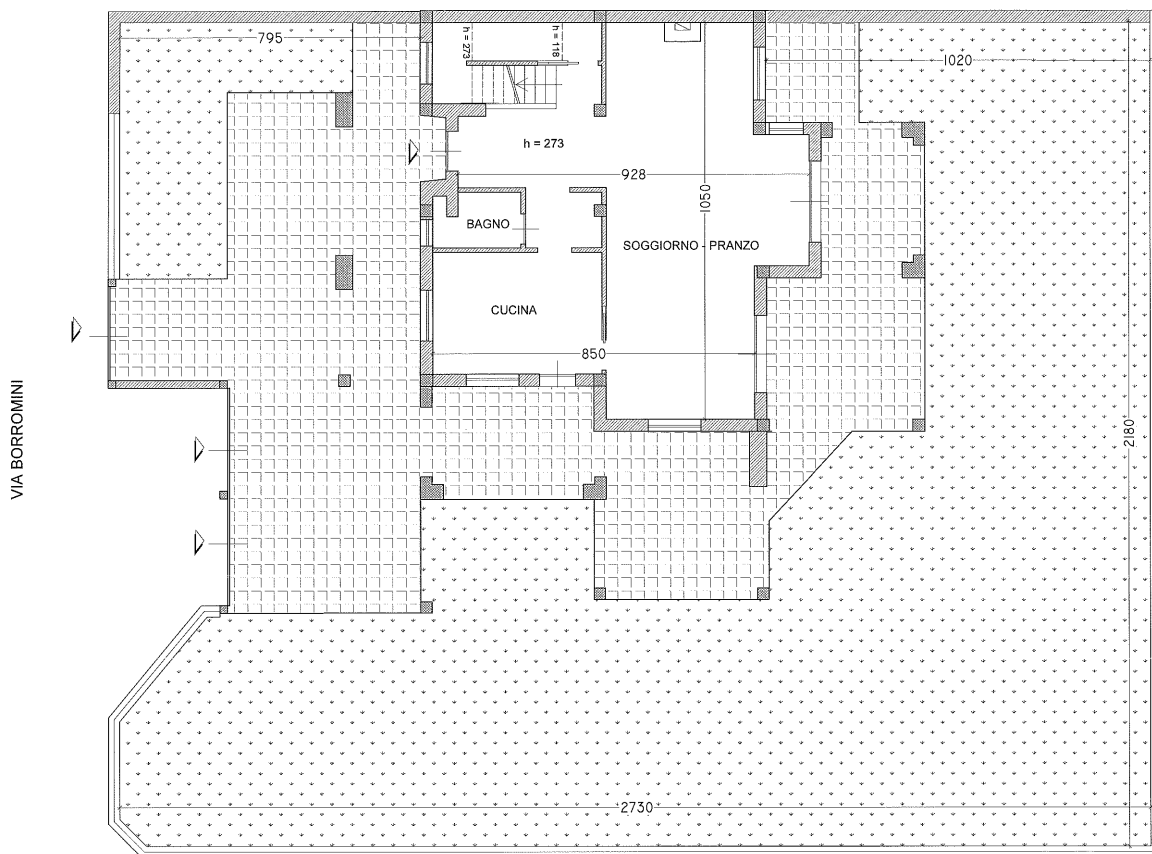 795
h = 273
h = 118
1020
h = 273
928
1050
BAGNO
SOGGIORNO - PRANZO
CUCINA
850
VIA BORROMINI
2180
2730